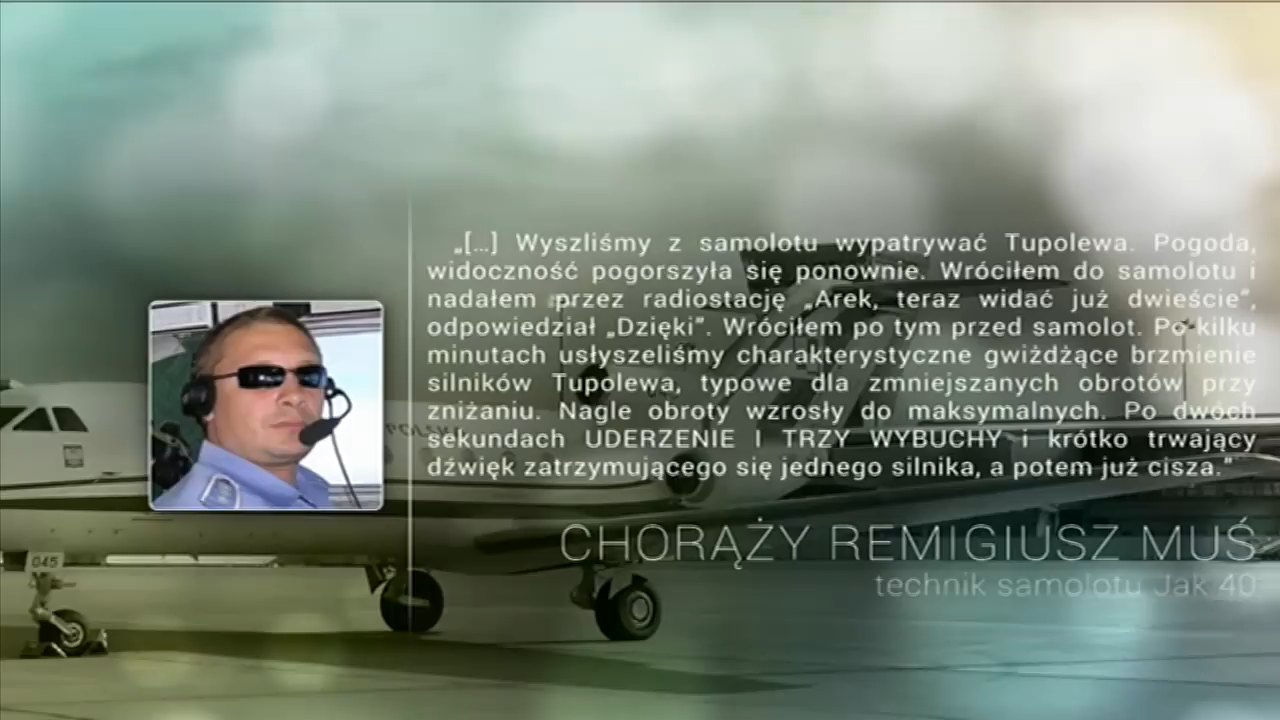 „[...] Wyszliśmy z samolotu wypatrywać Tupolewa. Pogoda,
widoczność pogorszyła się ponownie. Wróciłem do samolotu i
nadałem przez radiostację „Arek, teraz widać już dwieście”,
odpowiedział „Dzięki”. Wróciłem po tym przed samolot. Po kilku
minutach usłyszeliśmy charakterystyczne gwiżdżące brzmienie
silników Tupolewa, typowe dla zmniejszanych obrotów przy
zniżaniu. Nagle obroty wzrosły do maksymalnych. Po dwóch
sekundach UDERZENIE I TRZY WYBUCHY i krótko trwający
dźwięk zatrzymującego się jednego silnika, a potem już cisza.”
CHORĄŻY REMIGIUSZ MUŚ
technik samolotu Jak 40
POLSKA
045